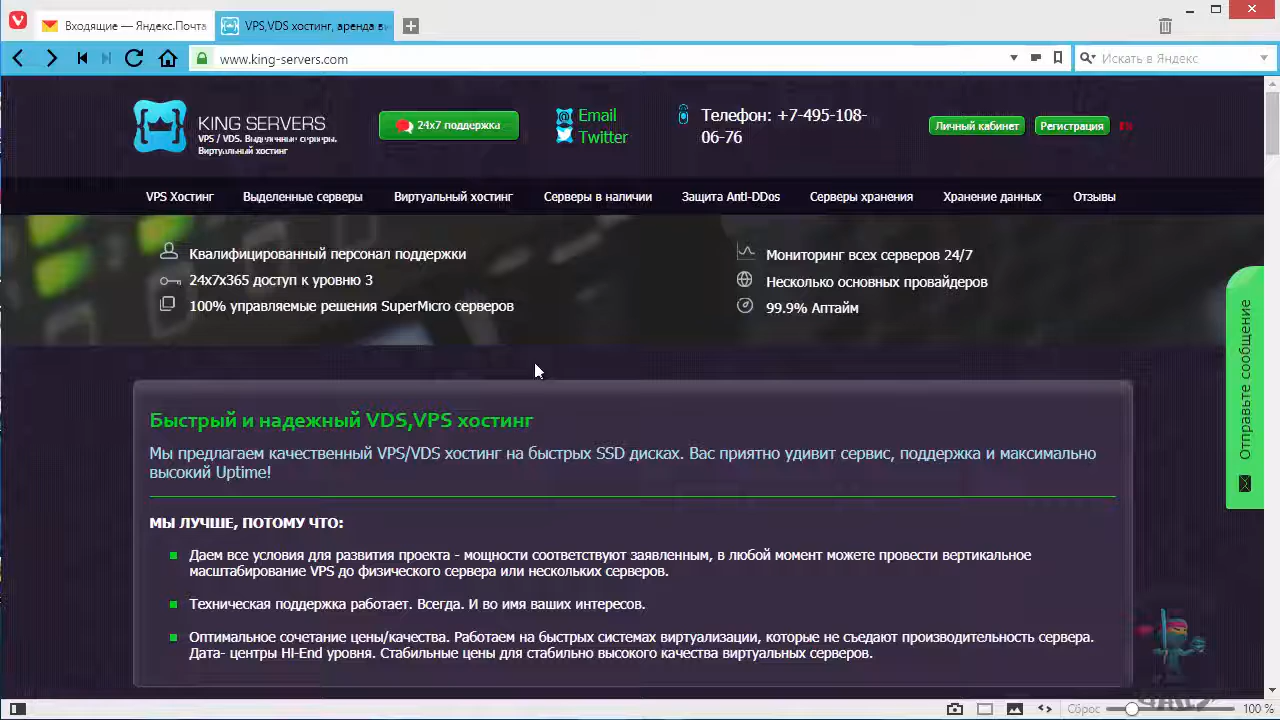 Входящие — Яндекс.Почта
VPS,VDS хостинг, аренда ви
www.king-servers.com
Искать в Яндекс
KING SERVERS
VPS / VDS. Выделенные серверы.
Виртуальный хостинг
24x7 поддержка
Email
Twitter
Телефон: +7-495-108-
06-76
Личный кабинет
Регистрация
VPS Хостинг
Выделенные серверы
Виртуальный хостинг
Серверы в наличии
Защита Anti-DDos
Серверы хранения
Хранение данных
Отзывы
Квалифицированный персонал поддержки
24x7x365 доступ к уровню 3
100% управляемые решения SuperMicro серверов
Мониторинг всех серверов 24/7
Несколько основных провайдеров
99.9% Аптайм
Отправьте сообщение
Быстрый и надежный VDS,VPS хостинг
Мы предлагаем качественный VPS/VDS хостинг на быстрых SSD дисках. Вас приятно удивит сервис, поддержка и максимально
высокий Uptime!
МЫ ЛУЧШЕ, ПОТОМУ ЧТО:
Даем все условия для развития проекта - мощности соответствуют заявленным, в любой момент можете провести вертикальное
масштабирование VPS до физического сервера или нескольких серверов.
Техническая поддержка работает. Всегда. И во имя ваших интересов.
Оптимальное сочетание цены/качества. Работаем на быстрых системах виртуализации, которые не съедают производительность сервера.
Дата- центры HI-End уровня. Стабильные цены для стабильно высокого качества виртуальных серверов.
Сброс
100 %